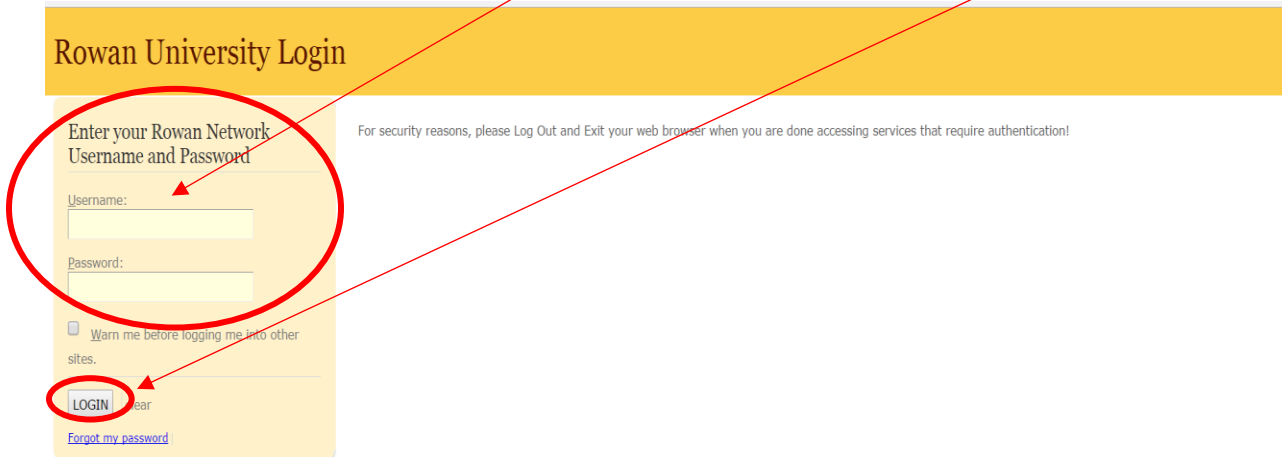 Rowan University Login
Enter your Rowan Network
Username and Password
For security reasons, please Log Out and Exit your web browser when you are done accessing services that require authentication!
Username:
Password:
Warn me before logging me into other
sites.
LOGIN
Forgot my password